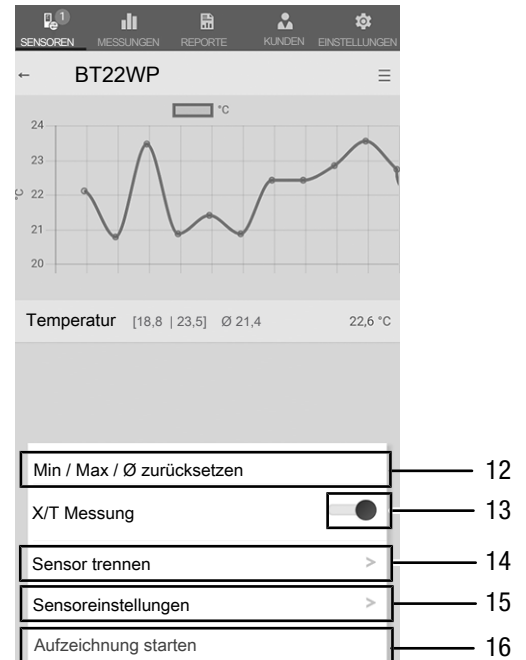 1
SENSOREN MESSUNGEN REPORTE KUNDEN EINSTELLUNGEN
← BT22WP ☰
°C
24
23
22
21
20
°C
Temperatur [18,8 | 23,5] Ø 21,4 22,6 °C
Min / Max / Ø zurücksetzen 12
X/T Messung 13
Sensor trennen > 14
Sensoreinstellungen > 15
Aufzeichnung starten 16